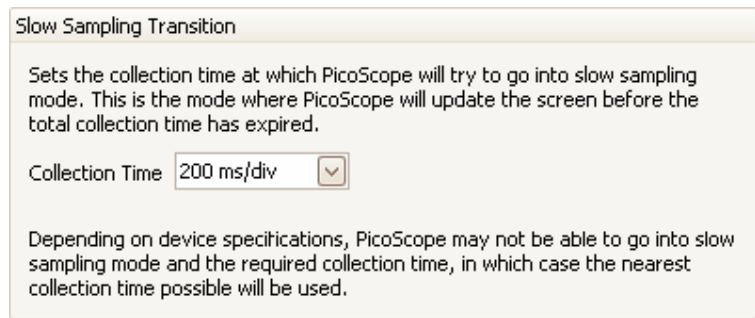 Slow Sampling Transition
Sets the collection time at which PicoScope will try to go into slow sampling
mode. This is the mode where PicoScope will update the screen before the
total collection time has expired.
Collection Time 200 ms/div
Depending on device specifications, PicoScope may not be able to go into slow
sampling mode and the required collection time, in which case the nearest
collection time possible will be used.